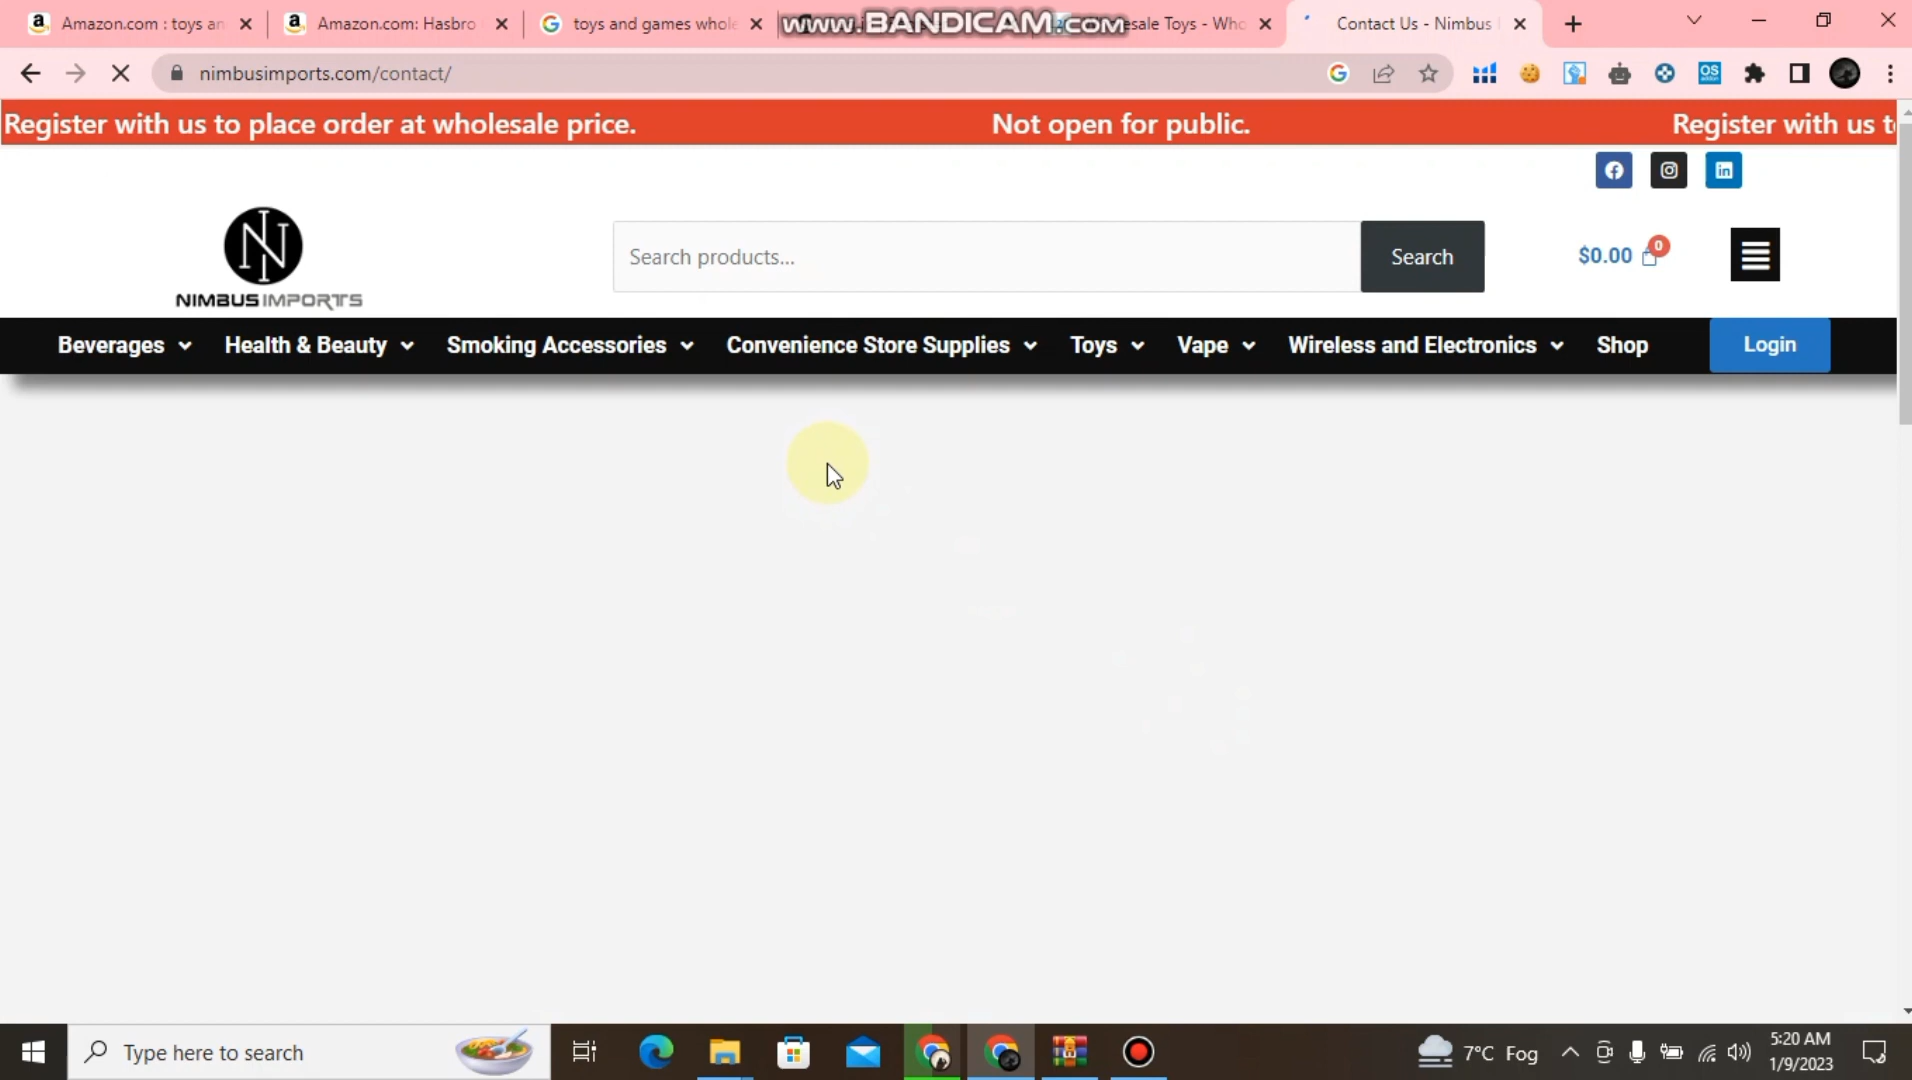 Amazon.com : toys an
Amazon.com: Hasbro
toys and games whole
www.BANDICAM.com
esale Toys - Who
Contact Us - Nimbus
nimbusimports.com/contact/
Register with us to place order at wholesale price.
Not open for public.
Register with us t
NIMBUS IMPORTS
Search products...
Search
$0.00
0
Beverages
Health & Beauty
Smoking Accessories
Convenience Store Supplies
Toys
Vape
Wireless and Electronics
Shop
Login
Type here to search
7°C Fog
5:20 AM
1/9/2023